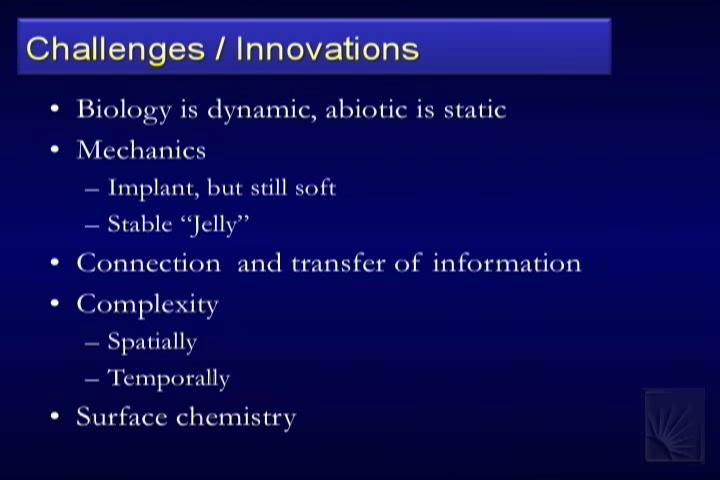 Challenges / Innovations
• Biology is dynamic, abiotic is static
• Mechanics
– Implant, but still soft
– Stable “Jelly”
• Connection and transfer of information
• Complexity
– Spatially
– Temporally
• Surface chemistry